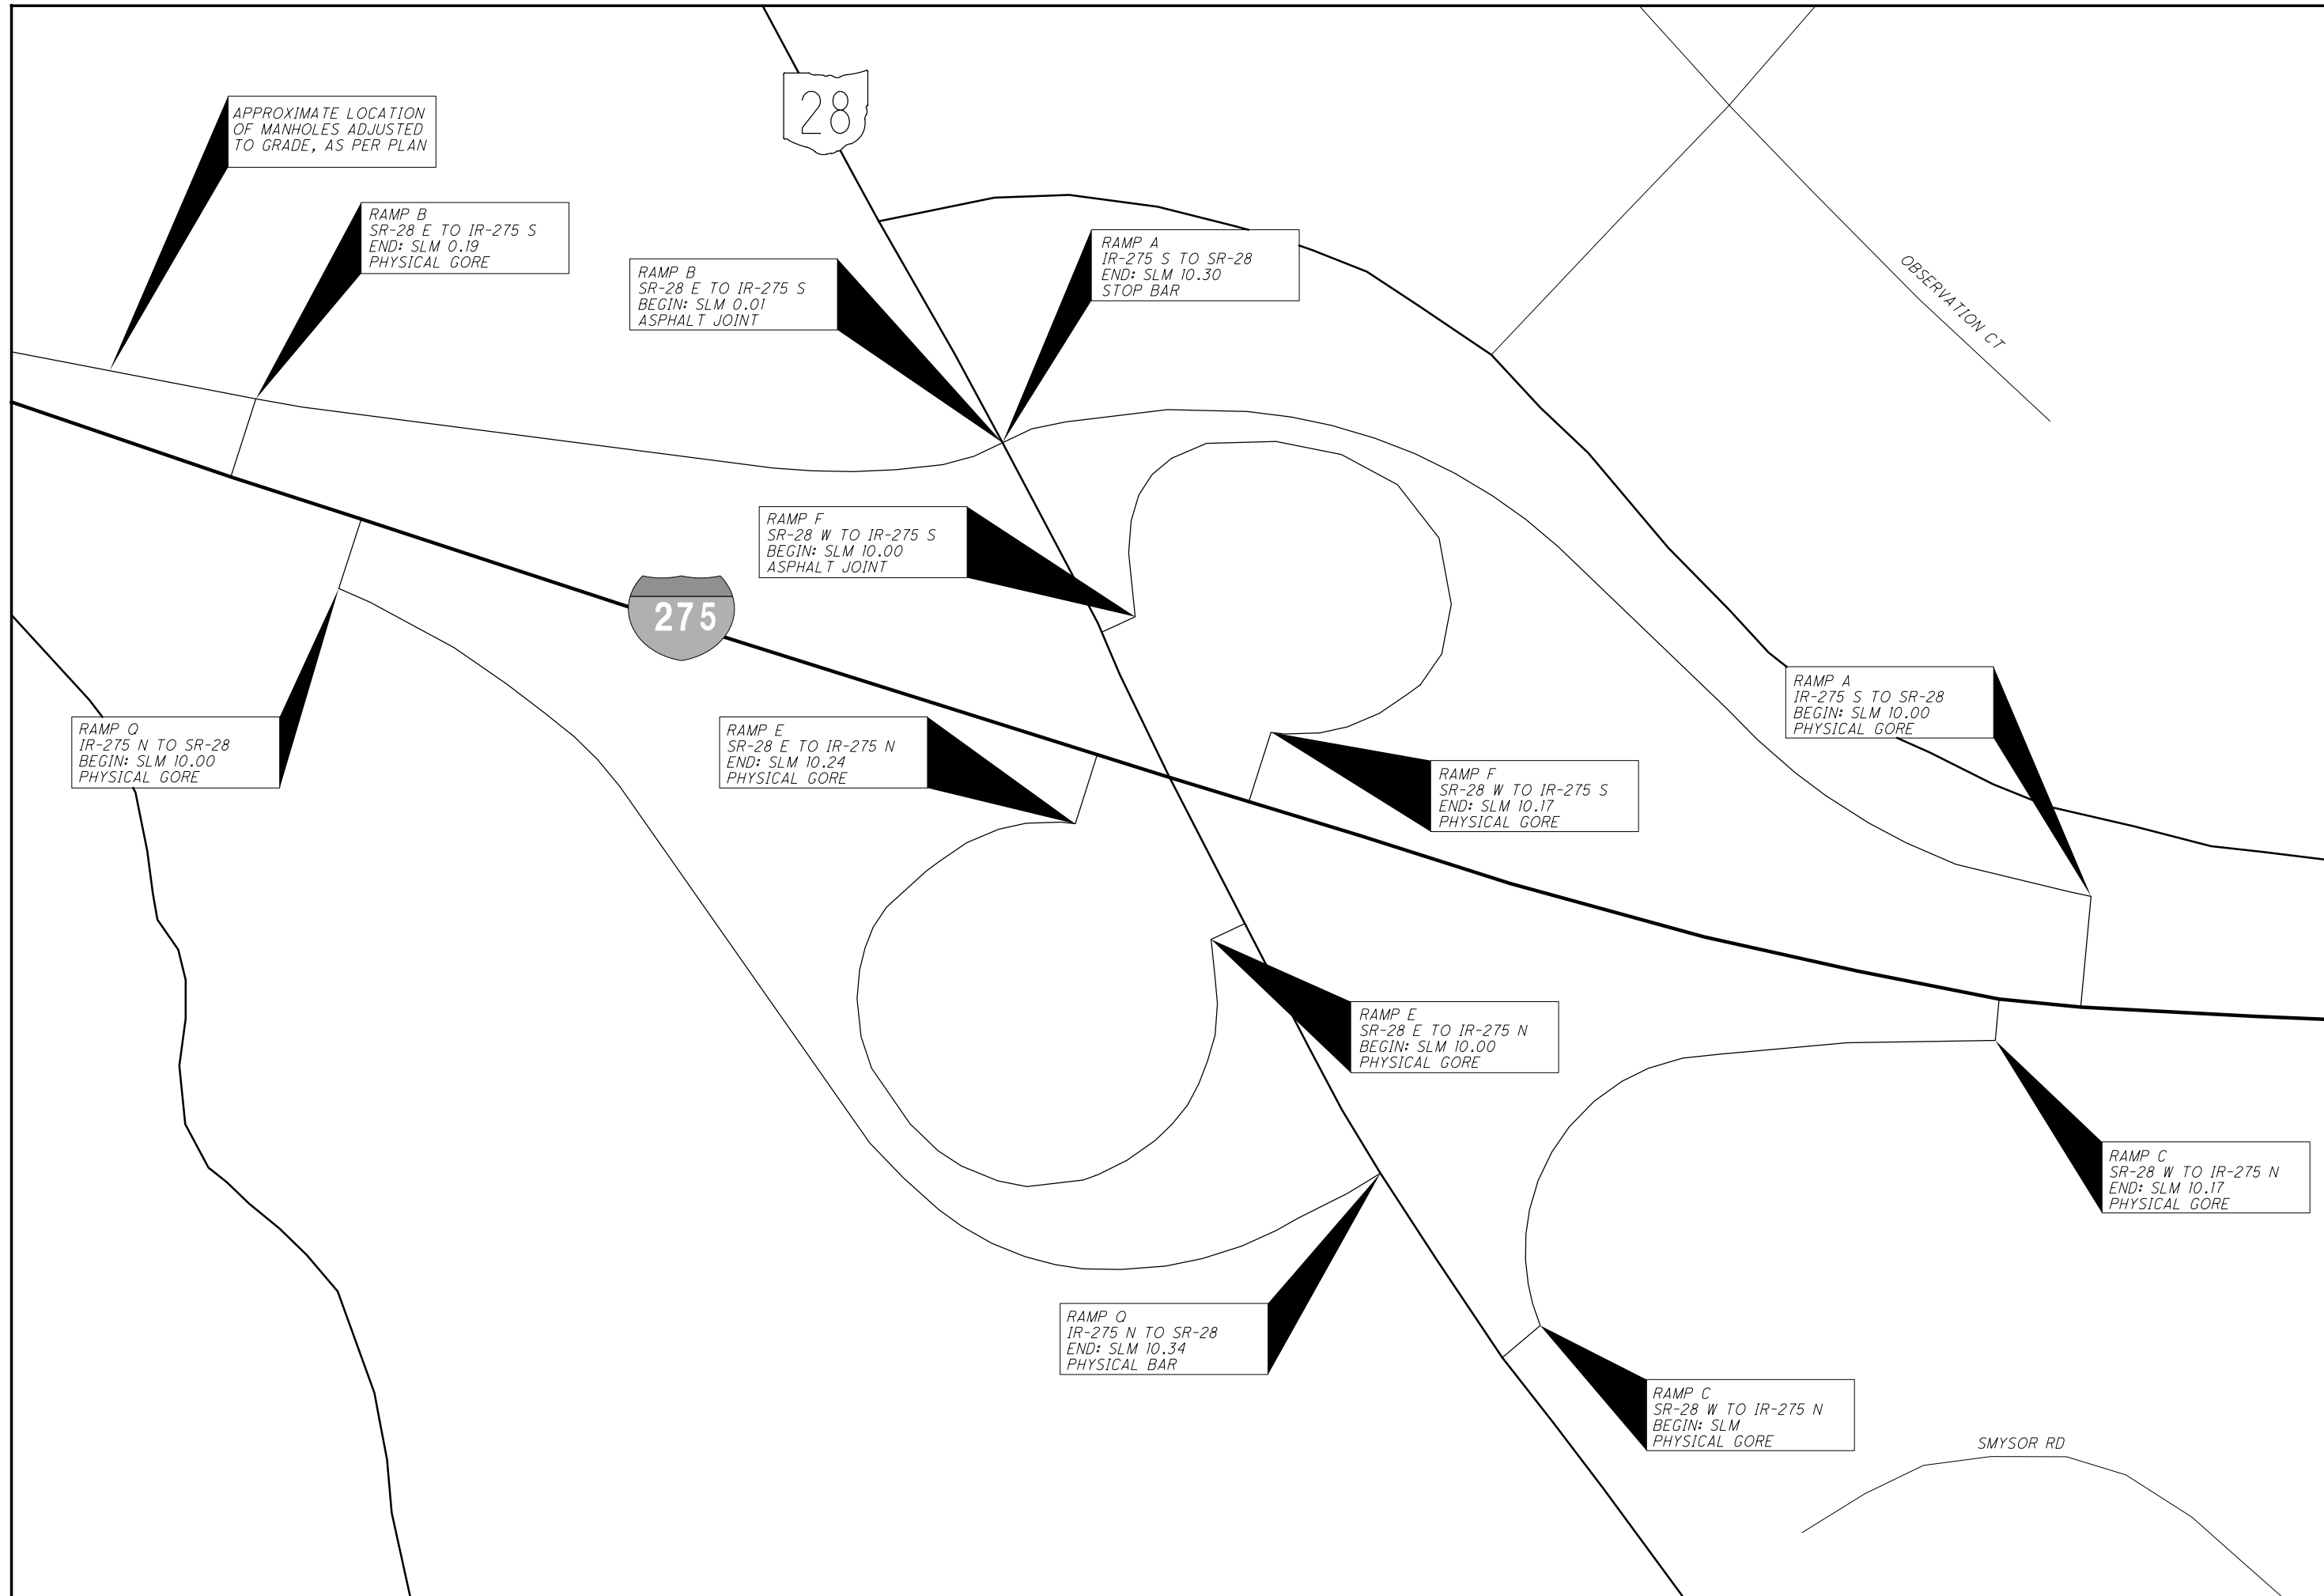 28
APPROXIMATE LOCATION
OF MANHOLES ADJUSTED
TO GRADE, AS PER PLAN
RAMP B
SR-28 E TO IR-275 S
END: SLM 0.19
PHYSICAL GORE
RAMP B
SR-28 E TO IR-275 S
BEGIN: SLM 0.01
ASPHALT JOINT
RAMP A
IR-275 S TO SR-28
END: SLM 10.30
STOP BAR
OBSERVATION CT
RAMP F
SR-28 W TO IR-275 S
BEGIN: SLM 10.00
ASPHALT JOINT
275
RAMP A
IR-275 S TO SR-28
BEGIN: SLM 10.00
PHYSICAL GORE
RAMP Q
IR-275 N TO SR-28
BEGIN: SLM 10.00
PHYSICAL GORE
RAMP E
SR-28 E TO IR-275 N
END: SLM 10.24
PHYSICAL GORE
RAMP F
SR-28 W TO IR-275 S
END: SLM 10.17
PHYSICAL GORE
RAMP E
SR-28 E TO IR-275 N
BEGIN: SLM 10.00
PHYSICAL GORE
RAMP C
SR-28 W TO IR-275 N
END: SLM 10.17
PHYSICAL GORE
RAMP Q
IR-275 N TO SR-28
END: SLM 10.34
PHYSICAL BAR
RAMP C
SR-28 W TO IR-275 N
BEGIN: SLM
PHYSICAL GORE
SMYSOR RD